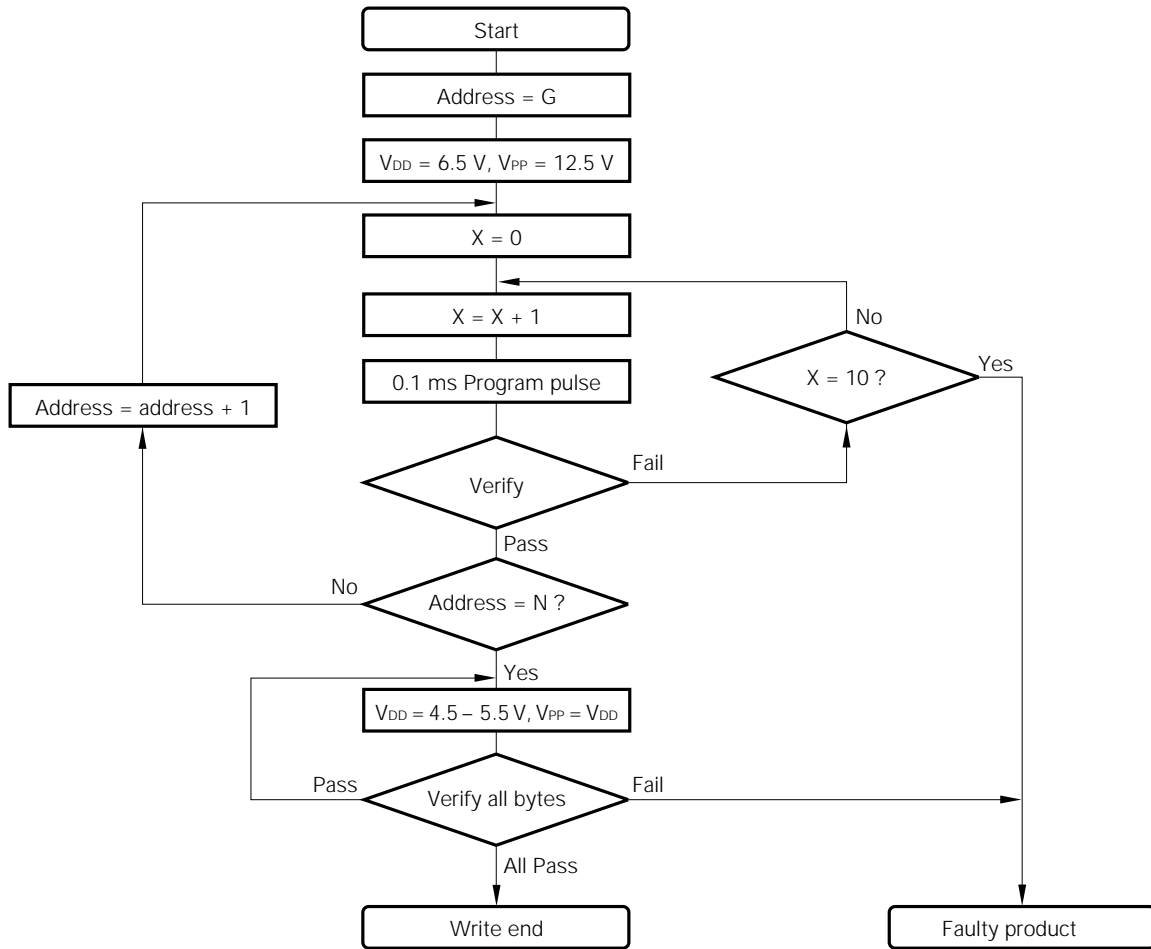 Start
Address = G
VDD = 6.5 V, VPP = 12.5 V
X = 0
X = X + 1
No
0.1 ms Program pulse
X = 10 ?
Yes
Address = address + 1
Verify
Fail
Pass
No
Address = N ?
Yes
VDD = 4.5 – 5.5 V, VPP = VDD
Pass
Verify all bytes
Fail
All Pass
Write end
Faulty product